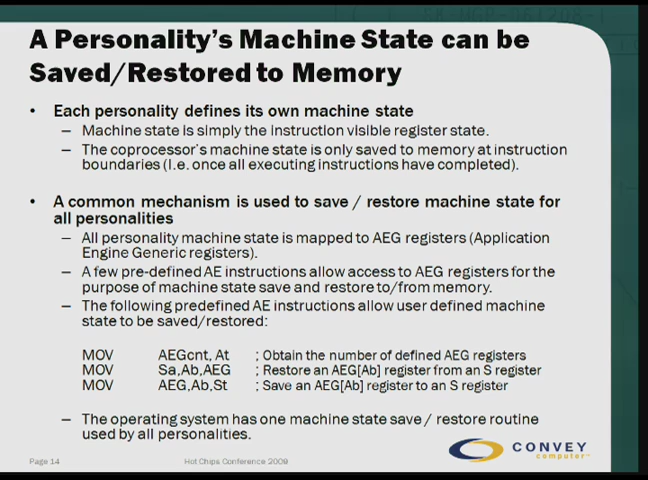 A Personality's Machine State can be
Saved/Restored to Memory
• Each personality defines its own machine state
– Machine state is simply the instruction visible register state.
– The coprocessor's machine state is only saved to memory at instruction
boundaries (I.e. once all executing instructions have completed).
• A common mechanism is used to save / restore machine state for
all personalities
– All personality machine state is mapped to AEG registers (Application
Engine Generic registers).
– A few pre-defined AE instructions allow access to AEG registers for the
purpose of machine state save and restore to/from memory.
– The following predefined AE instructions allow user defined machine
state to be saved/restored:
MOV AEGcnt, At ; Obtain the number of defined AEG registers
MOV Sa,Ab,AEG ; Restore an AEG[Ab] register from an S register
MOV AEG,Ab,St ; Save an AEG[Ab] register to an S register
– The operating system has one machine state save / restore routine
used by all personalities.
CONVEY
computer™
Page 14 Hot Chips Conference 2009